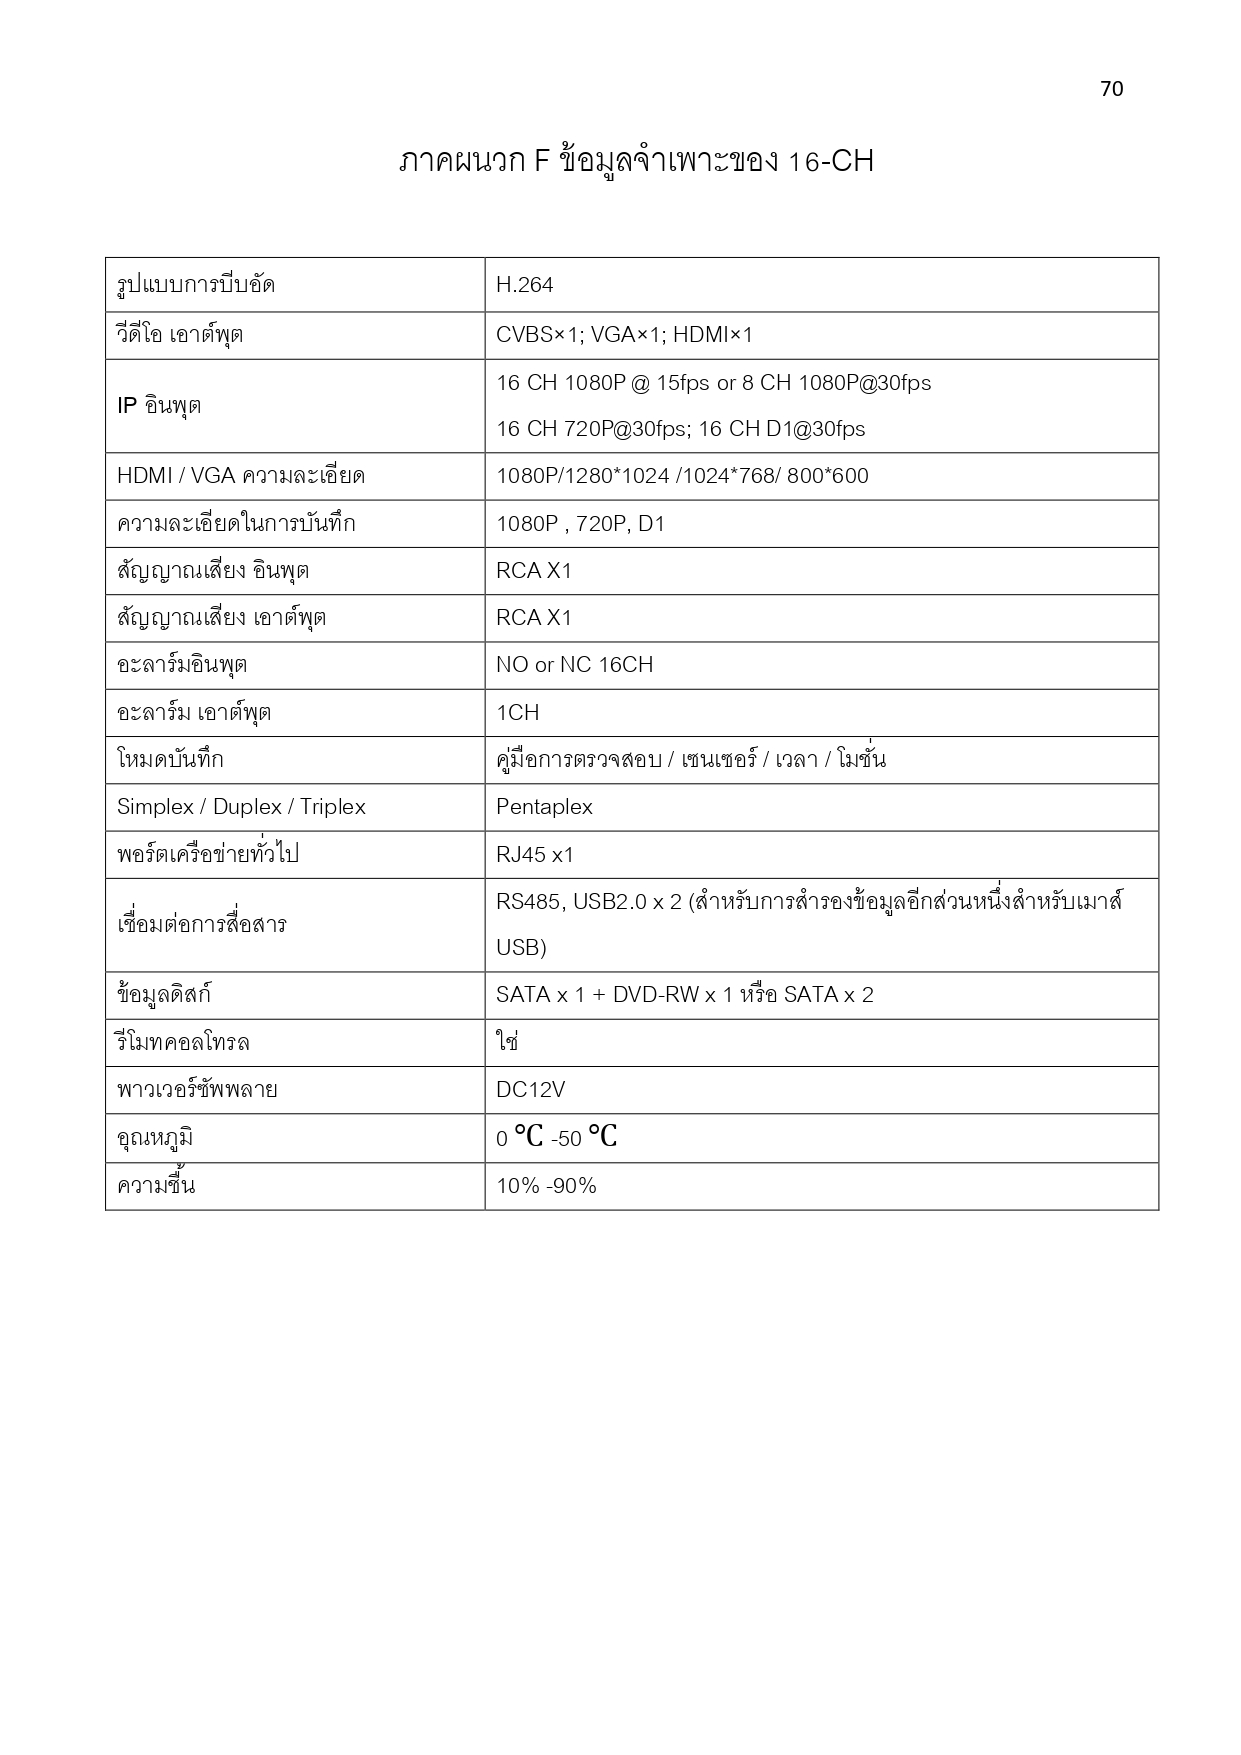 70
ภาคผนวก F ข้อมูลจำเพาะของ 16-CH
รูปแบบการบีบอัด H.264
วีดีโอ เอาต์พุต CVBS×1; VGA×1; HDMI×1
IP อินพุต 16 CH 1080P @ 15fps or 8 CH 1080P@30fps
16 CH 720P@30fps; 16 CH D1@30fps
HDMI / VGA ความละเอียด 1080P/1280*1024 /1024*768/ 800*600
ความละเอียดในการบันทึก 1080P , 720P, D1
สัญญาณเสียง อินพุต RCA X1
สัญญาณเสียง เอาต์พุต RCA X1
อะลาร์มอินพุต NO or NC 16CH
อะลาร์ม เอาต์พุต 1CH
โหมดบันทึก คู่มือการตรวจสอบ / เซนเซอร์ / เวลา / โมชั่น
Simplex / Duplex / Triplex Pentaplex
พอร์ตเครือข่ายทั่วไป RJ45 x1
เชื่อมต่อการสื่อสาร RS485, USB2.0 x 2 (สำหรับการสำรองข้อมูลอีกส่วนหนึ่งสำหรับเมาส์
USB)
ข้อมูลดิสก์ SATA x 1 + DVD-RW x 1 หรือ SATA x 2
รีโมทคอลโทรล ใช่
พาวเวอร์ซัพพลาย DC12V
อุณหภูมิ 0 ℃ -50 ℃
ความชื้น 10% -90%